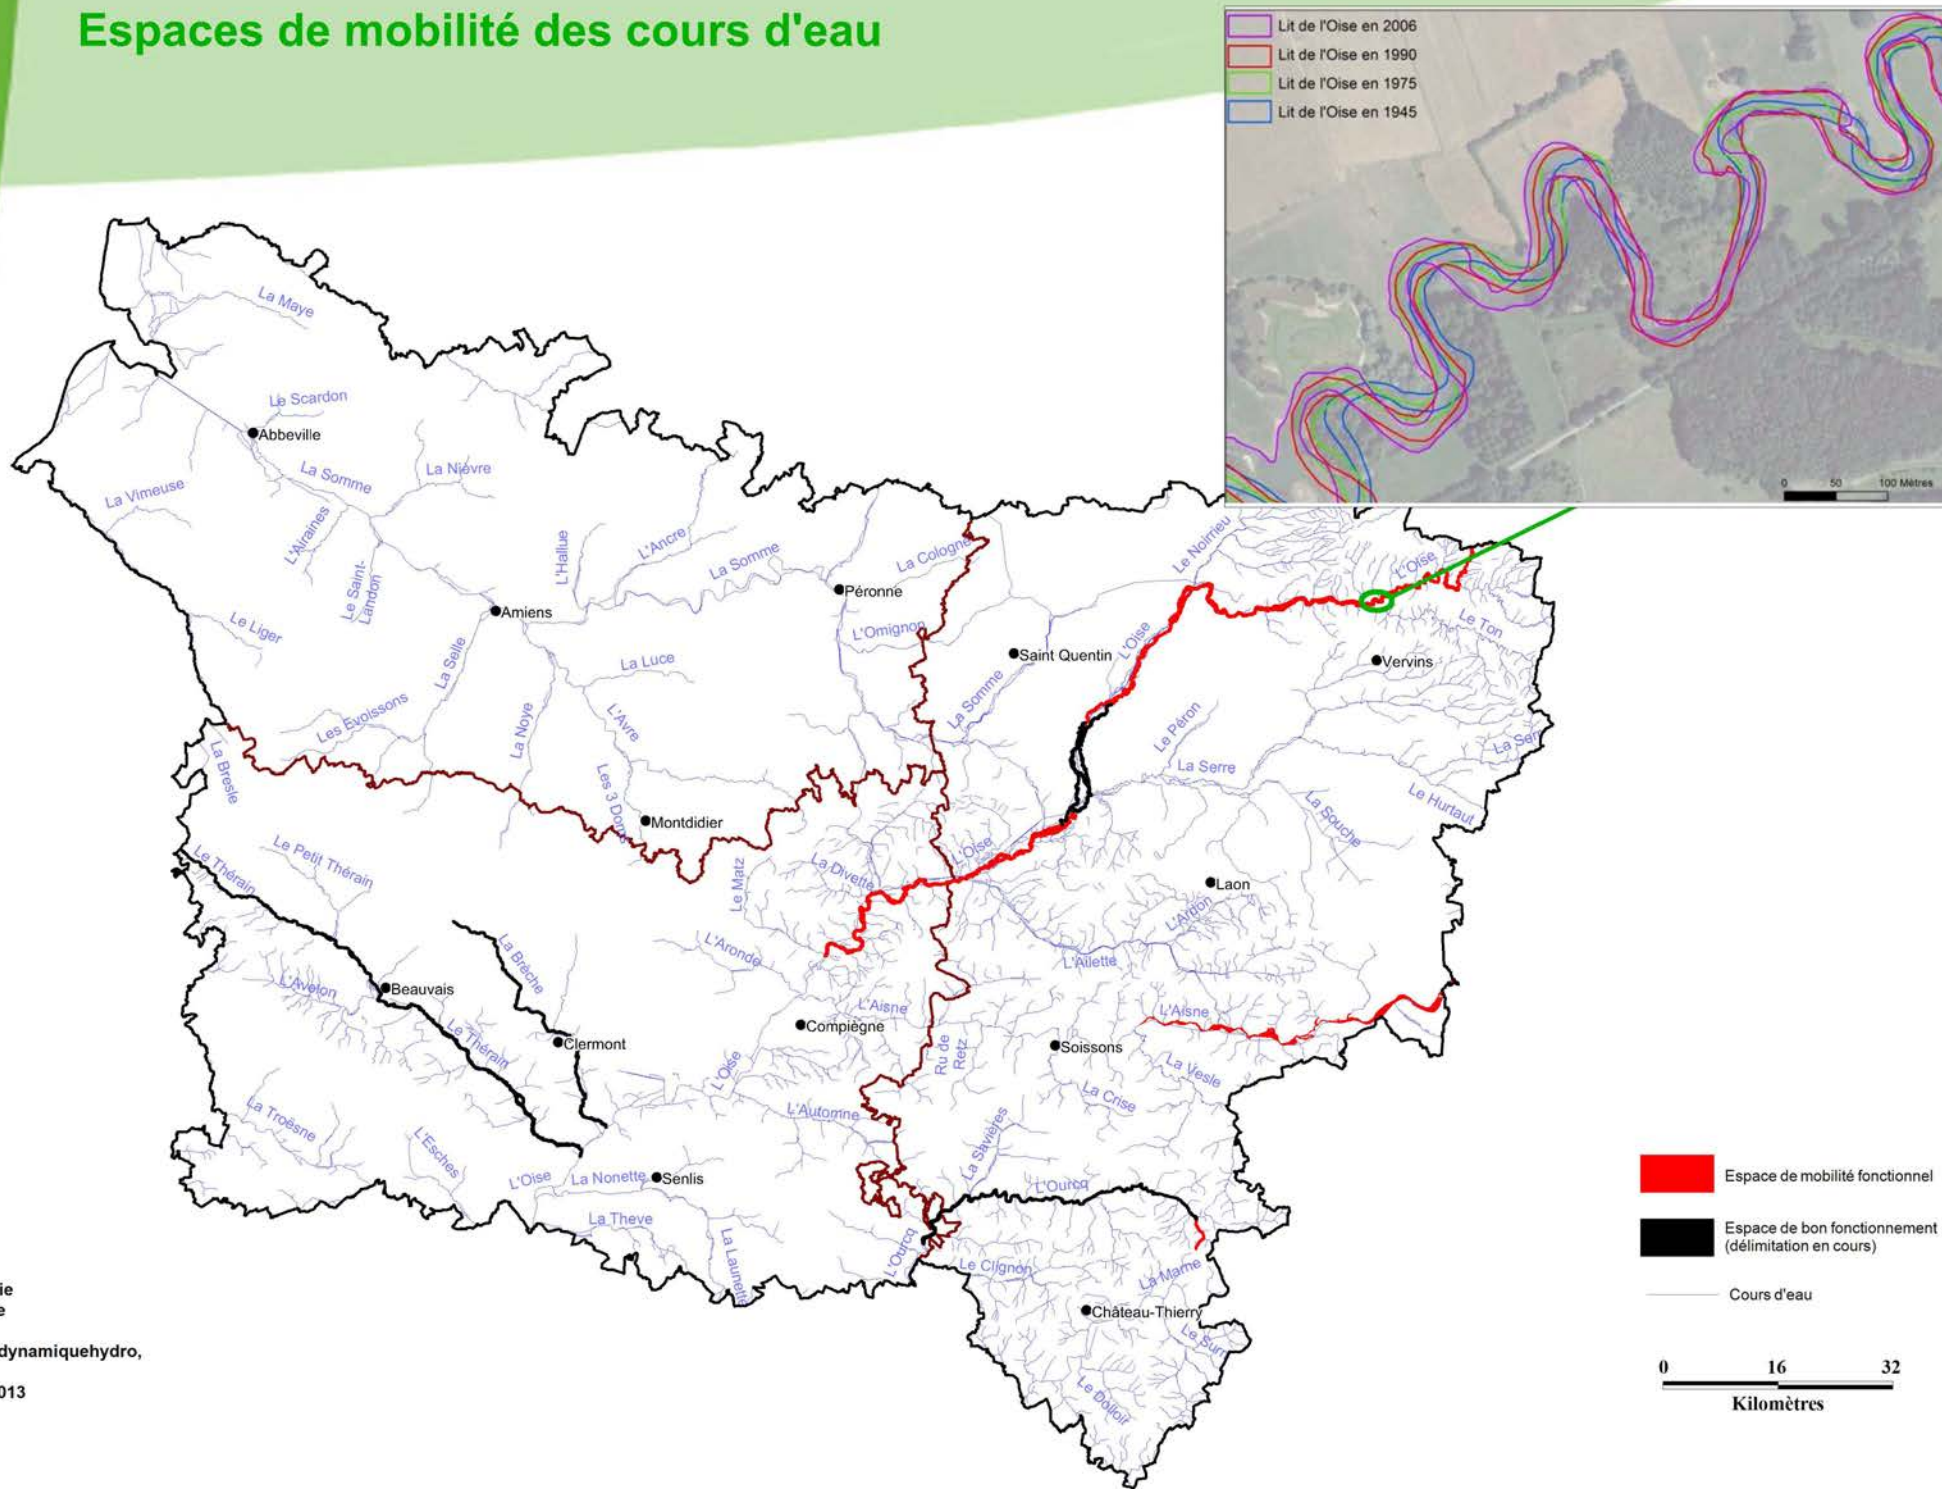 Espaces de mobilité des cours d'eau
Lit de l'Oise en 2006
Lit de l'Oise en 1990
Lit de l'Oise en 1975
Lit de l'Oise en 1945
0 50 100 Mètres
La Maye
Le Scardon
Abbeville
La Somme
La Nièvre
La Vimeuse
L'Airaines
Le Saint-
Landon
L'Hallue
L'Ancre
La Somme
La Cologne
Le Noirrieu
L'Oise
Péronne
Amiens
Le Liger
L'Omignon
Le Ton
Saint Quentin
L'Oise
Vervins
La Selle
La Luce
La Somme
Les Evoissons
La Noye
L'Avre
Le Péron
La Serre
La Bresle
Les 3 Doms
La Serre
Le Hurtaut
La Souche
Montdidier
Le Petit Thérain
Le Thérain
Le Matz
La Divette
L'Oise
Laon
L'Ardon
La Brèche
L'Aronde
L'Ailette
L'Avelon
Beauvais
L'Aisne
L'Aisne
Compiègne
Le Thérain
Clermont
L'Oise
Ru de
Retz
Soissons
La Vesle
La Crise
La Troësne
L'Esches
L'Automne
La Savières
L'Oise
La Nonette
Senlis
L'Ourcq
La Theve
La Launette
L'Ourcq
Le Clignon
La Marne
Château-Thierry
Le Surm
Le Dolloir
Espace de mobilité fonctionnel
Espace de bon fonctionnement
(délimitation en cours)
Cours d'eau
0 16 32
Kilomètres
ie
e
dynamiquehydro,
013